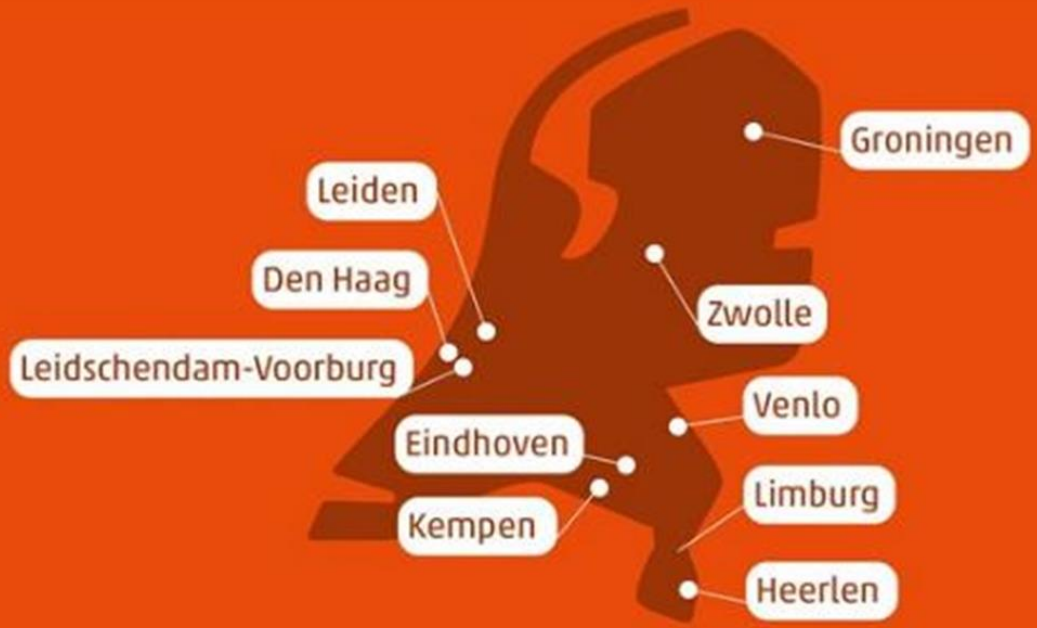 Groningen
Leiden
Den Haag
Zwolle
Leidschendam-Voorburg
Venlo
Eindhoven
Limburg
Kempen
Heerlen